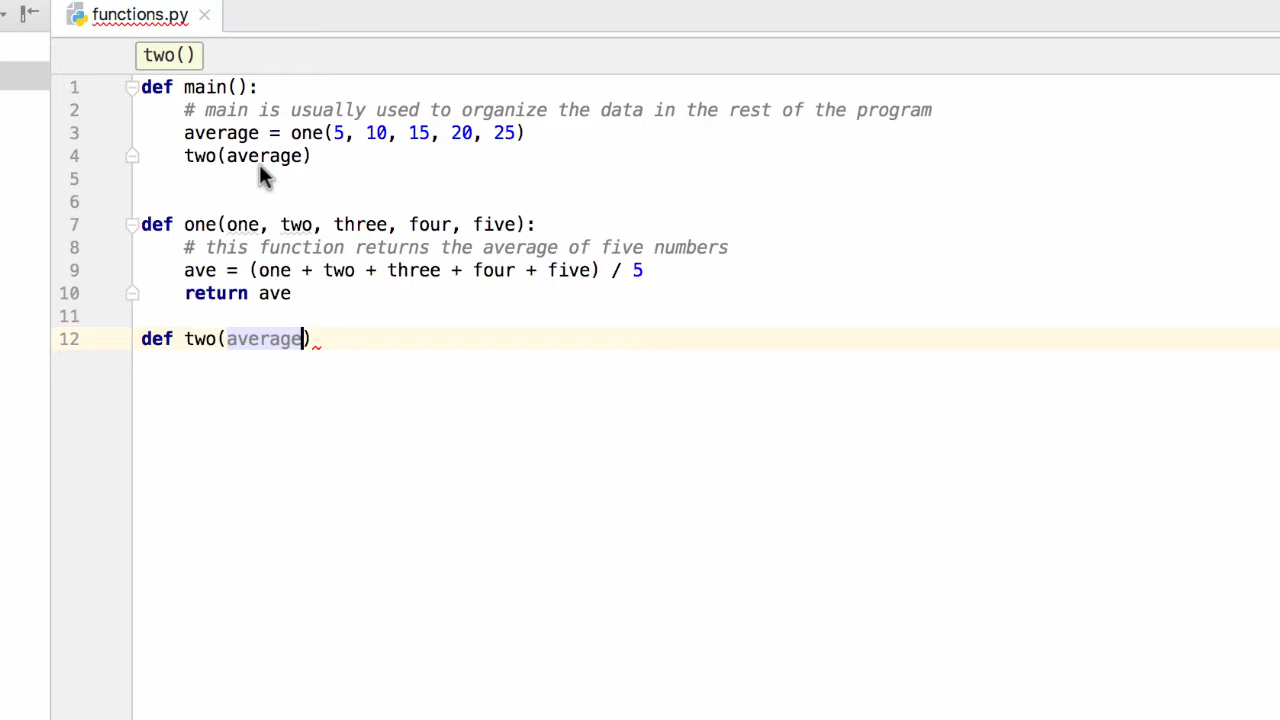 functions.py
two()
1 def main():
2 # main is usually used to organize the data in the rest of the program
3 average = one(5, 10, 15, 20, 25)
4 two(average)
5
6
7 def one(one, two, three, four, five):
8 # this function returns the average of five numbers
9 ave = (one + two + three + four + five) / 5
10 return ave
11
12 def two(average)